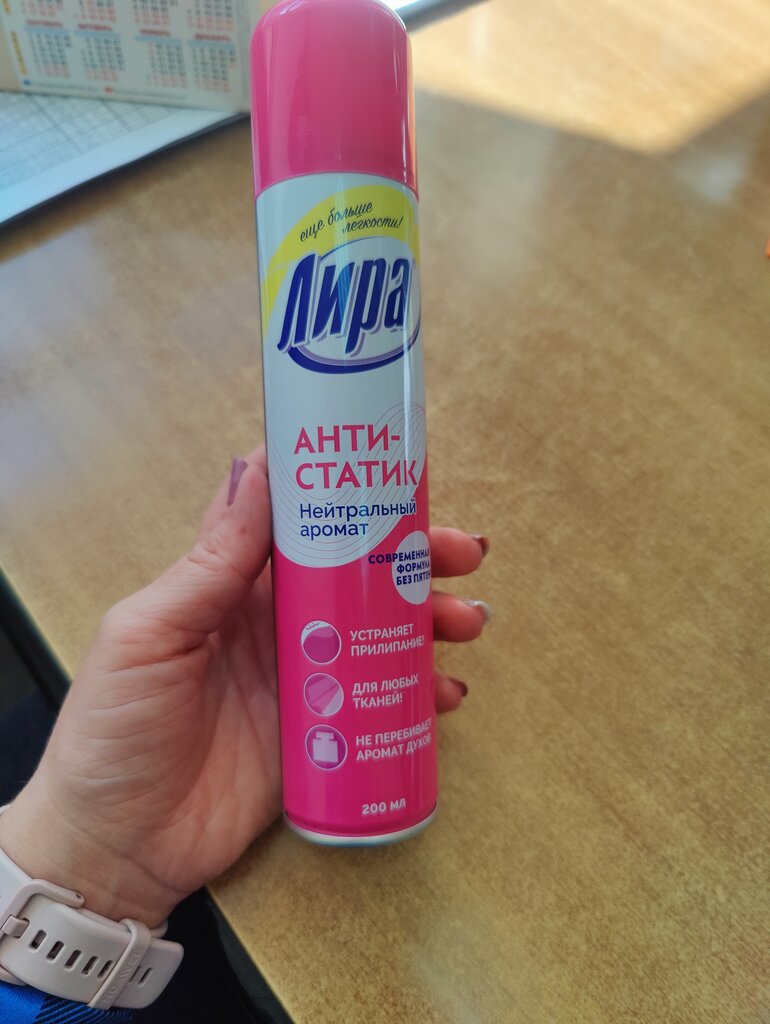 еще больше
легкости!
Лира
АНТИ-
СТАТИК
Нейтральный
аромат
СОВРЕМЕННАЯ
ФОРМУЛА
БЕЗ ПЯТЕН
УСТРАНЯЕТ
ПРИЛИПАНИЕ!
ДЛЯ ЛЮБЫХ
ТКАНЕЙ!
НЕ ПЕРЕБИВАЕТ
АРОМАТ ДУХОВ
200 мл